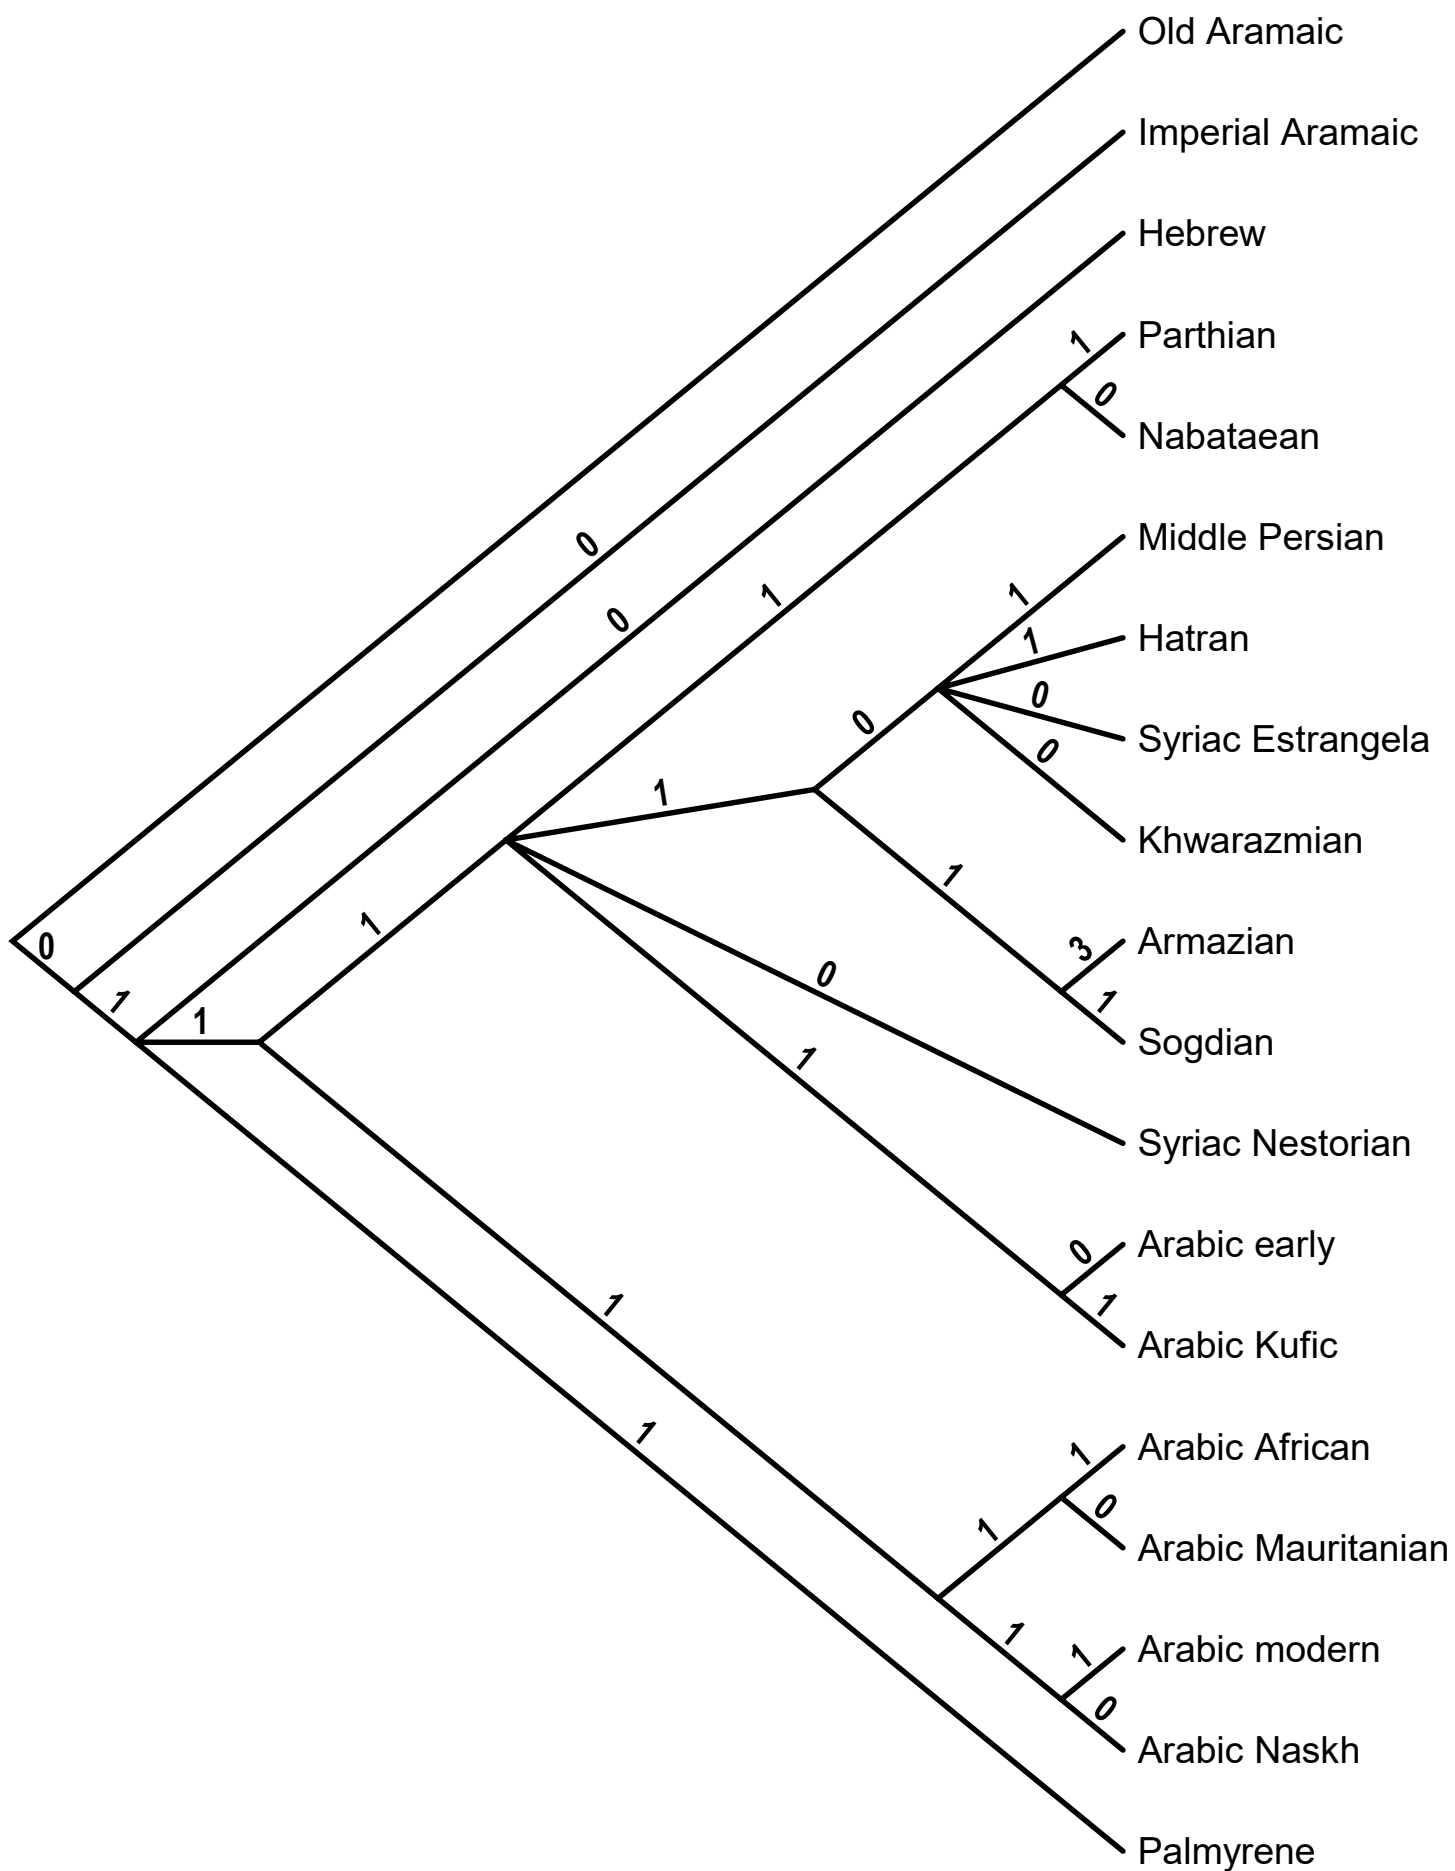 Old Aramaic
Imperial Aramaic
Hebrew
1 Parthian
0 Nabataean
Middle Persian
0
1
1
0
Hatran
1
0
Syriac Estrangela
0
0
1
Khwarazmian
1
1
3 Armazian
0
0
1
1
1 Sogdian
1
Syriac Nestorian
0 Arabic early
1
1 Arabic Kufic
1
1 Arabic African
0
1
Arabic Mauritanian
1
1 Arabic modern
0
Arabic Naskh
Palmyrene